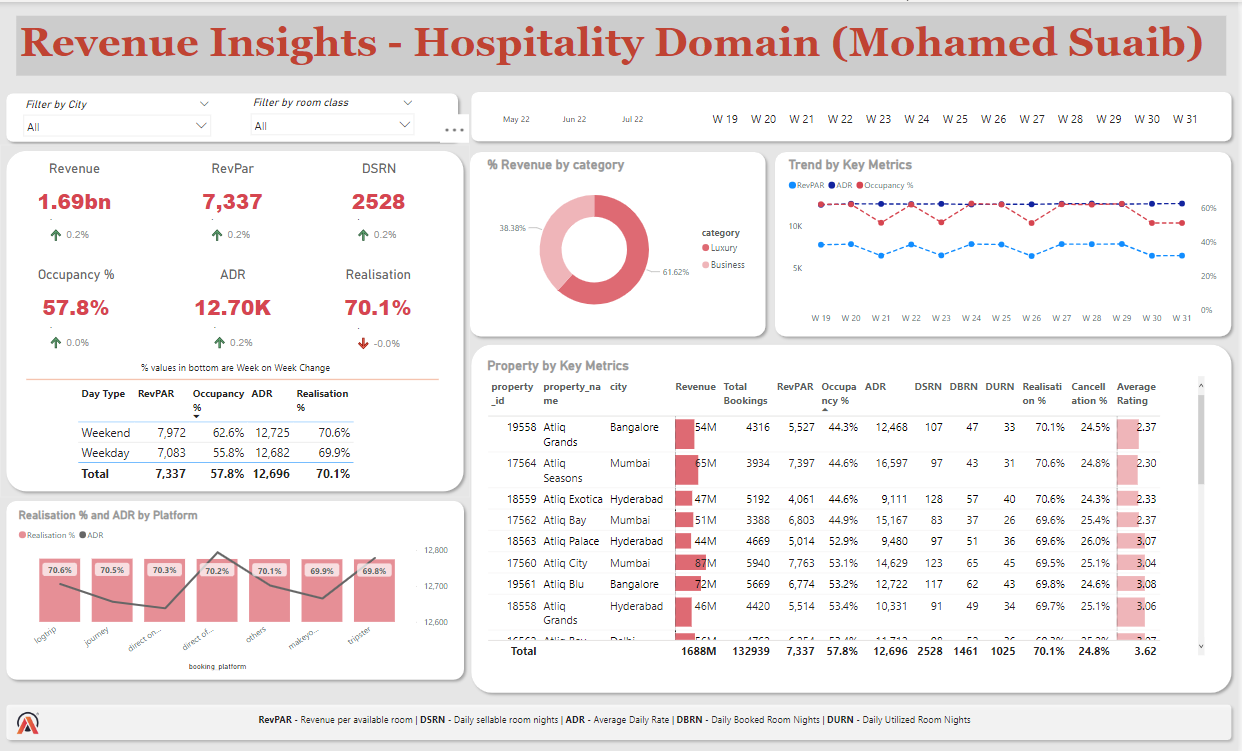 Revenue Insights - Hospitality Domain (Mohamed Suaib)
Filter by City
All
Filter by room class
All
May 22 Jun 22 Jul 22 W 19 W 20 W 21 W 22 W 23 W 24 W 25 W 26 W 27 W 28 W 29 W 30 W 31
Revenue RevPar DSRN
1.69bn 7,337 2528
0.2% 0.2% 0.2%
Occupancy % ADR Realisation
57.8% 12.70K 70.1%
0.0% 0.2% -0.0%
% values in bottom are Week on Week Change
Day Type RevPAR Occupancy % ADR Realisation %
Weekend 7,972 62.6% 12,725 70.6%
Weekday 7,083 55.8% 12,682 69.9%
Total 7,337 57.8% 12,696 70.1%
Realisation % and ADR by Platform
Realisation % ADR
12,800
12,700
12,600
70.6% 70.5% 70.3% 70.2% 70.1% 69.9% 69.8%
logtrip journey direct on... direct of... others makeyo... tripster
booking_platform
% Revenue by category
38.38%
61.62%
category
Luxury
Business
Trend by Key Metrics
RevPAR ADR Occupancy %
10K
5K
60%
40%
20%
0%
W 19 W 20 W 21 W 22 W 23 W 24 W 25 W 26 W 27 W 28 W 29 W 30 W 31
Property by Key Metrics
property_id property_name city Revenue Total Bookings RevPAR Occupancy % ADR DSRN DBRN DURN Realisation % Cancellation % Average Rating
19558 Atliq Grands Bangalore 54M 4316 5,527 44.3% 12,468 107 47 33 70.1% 24.5% 2.37
17564 Atliq Seasons Mumbai 65M 3934 7,397 44.6% 16,597 97 43 31 70.6% 24.8% 2.30
18559 Atliq Exotica Hyderabad 47M 5192 4,061 44.6% 9,111 128 57 40 70.6% 24.3% 2.33
17562 Atliq Bay Mumbai 51M 3388 6,803 44.9% 15,167 83 37 26 69.6% 25.4% 2.37
18563 Atliq Palace Hyderabad 44M 4669 5,014 52.9% 9,480 97 51 36 69.6% 26.0% 3.07
17560 Atliq City Mumbai 87M 5940 7,763 53.1% 14,629 123 65 45 69.5% 25.1% 3.04
19561 Atliq Blu Bangalore 72M 5669 6,774 53.2% 12,722 117 62 43 69.8% 24.6% 3.08
18558 Atliq Grands Hyderabad 46M 4420 5,514 53.4% 10,331 91 49 34 69.7% 25.1% 3.06
Total 1688M 132939 7,337 57.8% 12,696 2528 1461 1025 70.1% 24.8% 3.62
RevPAR - Revenue per available room | DSRN - Daily sellable room nights | ADR - Average Daily Rate | DBRN - Daily Booked Room Nights | DURN - Daily Utilized Room Nights